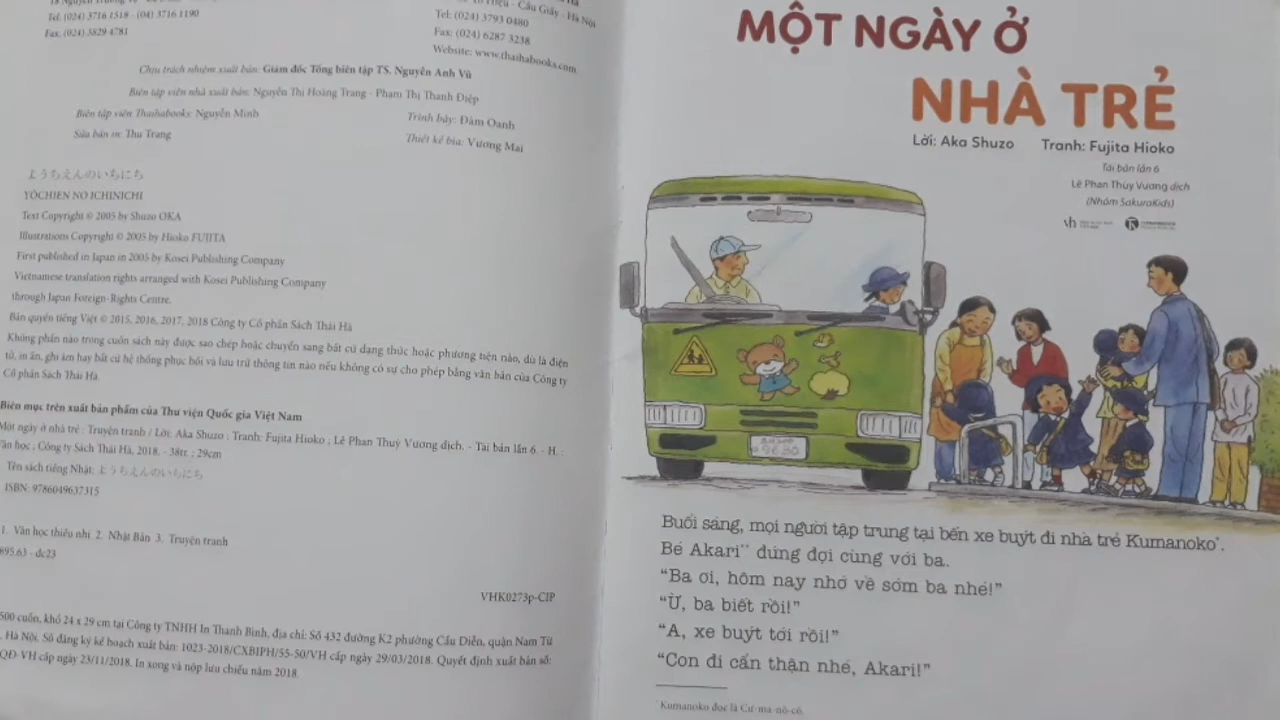 Tel. (024) 3716 1518 - (04) 3716 1190
Fax. (024) 3829 4781
Cầu Giấy - Hà Nội
Tel: (024) 3793 0480
Fax: (024) 6287 3238
Website: www.thaihabooks.com
Chịu trách nhiệm xuất bản: Giám đốc Tổng biên tập TS. Nguyễn Anh Vũ
Biên tập viên nhà xuất bản: Nguyễn Thị Hoàng Trang - Phạm Thị Thanh Điệp
Biên tập viên Thaihabooks: Nguyễn Minh
Trình bày: Đàm Oanh
Sửa bản in: Thu Trang
Thiết kế bìa: Vương Mai
ようちえんのいちにち
YŌCHIEN NO ICHINICHI
Text Copyright © 2005 by Shuzo OKA
Illustrations Copyright © 2005 by Hioko FUJITA
First published in Japan in 2005 by Kosei Publishing Company
Vietnamese translation rights arranged with Kosei Publishing Company
through Japan Foreign-Rights Centre.
Bản quyền tiếng Việt © 2015, 2016, 2017, 2018 Công ty Cổ phần Sách Thái Hà
Không phần nào trong cuốn sách này được sao chép hoặc chuyển sang bất cứ dạng thức hoặc phương tiện nào, dù là điện
tử, in ấn, ghi âm hay bất cứ hệ thống phục hồi và lưu trữ thông tin nào nếu không có sự cho phép bằng văn bản của Công ty
Cổ phần Sách Thái Hà.
Biên mục trên xuất bản phẩm của Thư viện Quốc gia Việt Nam
Một ngày ở nhà trẻ : Truyện tranh / Lời: Aka Shuzo ; Tranh: Fujita Hioko ; Lê Phan Thuỳ Vương dịch. - Tái bản lần 6. - H. :
Văn học ; Công ty Sách Thái Hà, 2018. - 38tr. ; 29cm
Tên sách tiếng Nhật: ようちえんのいちにち
ISBN: 9786049637315
1. Văn học thiếu nhi 2. Nhật Bản 3. Truyện tranh
895.63 - dc23
VHK0273p-CIP
500 cuốn, khổ 24 x 29 cm tại Công ty TNHH In Thanh Bình, địa chỉ: Số 432 đường K2 phường Cầu Diễn, quận Nam Từ
Hà Nội. Số đăng ký kế hoạch xuất bản: 1023-2018/CXBIPH/55-50/VH cấp ngày 29/03/2018. Quyết định xuất bản số:
QĐ-VH cấp ngày 23/11/2018. In xong và nộp lưu chiểu năm 2018.
MỘT NGÀY Ở
NHÀ TRẺ
Lời: Aka Shuzo Tranh: Fujita Hioko
Tái bản lần 6
Lê Phan Thùy Vương dịch
(Nhóm SakuraKids)
vh
Buổi sáng, mọi người tập trung tại bến xe buýt đi nhà trẻ Kumanoko*.
Bé Akari** đứng đợi cùng với ba.
“Ba ơi, hôm nay nhớ về sớm ba nhé!”
“Ừ, ba biết rồi!”
“A, xe buýt tới rồi!”
“Con đi cẩn thận nhé, Akari!”
* Kumanoko đọc là Cư-ma-nô-cô.